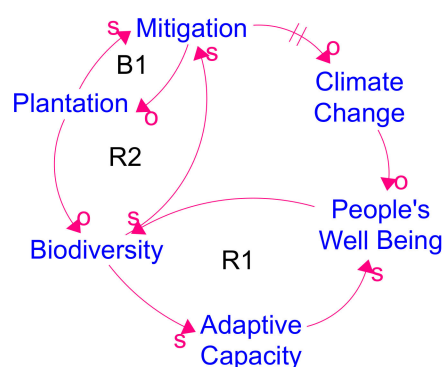 s
Mitigation
s
o
B1
Climate
Change
Plantation
o
R2
o
o
s
People's
Well Being
Biodiversity
R1
s
s
Adaptive
Capacity